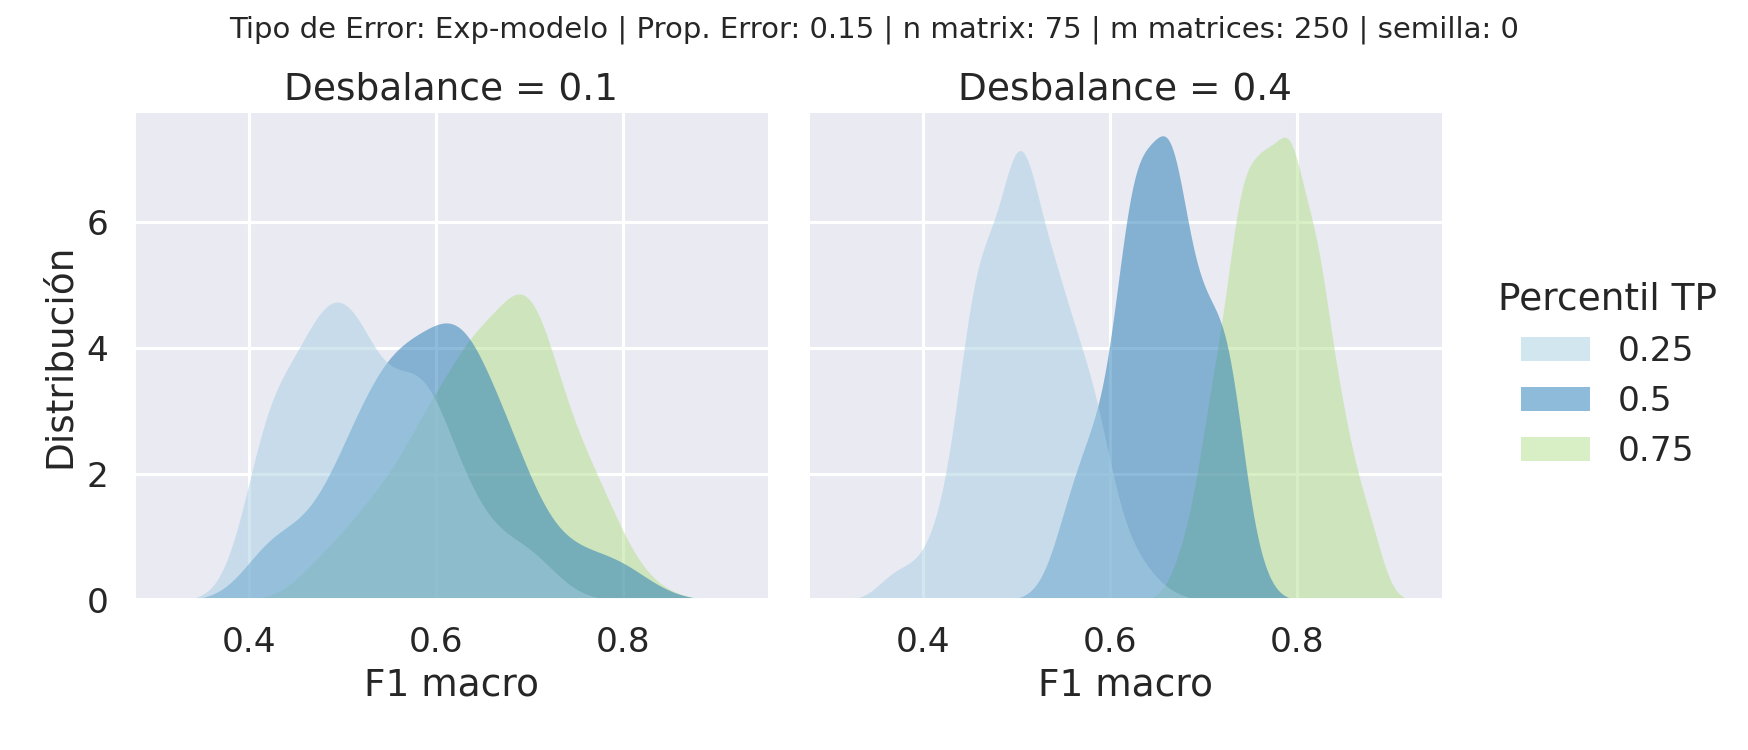 Tipo de Error: Exp-modelo | Prop. Error: 0.15 | n matrix: 75 | m matrices: 250 | semilla: 0
Desbalance = 0.1
Desbalance = 0.4
Distribución
6
4
2
0
0.4 0.6 0.8
F1 macro
0.4 0.6 0.8
F1 macro
Percentil TP
0.25
0.5
0.75